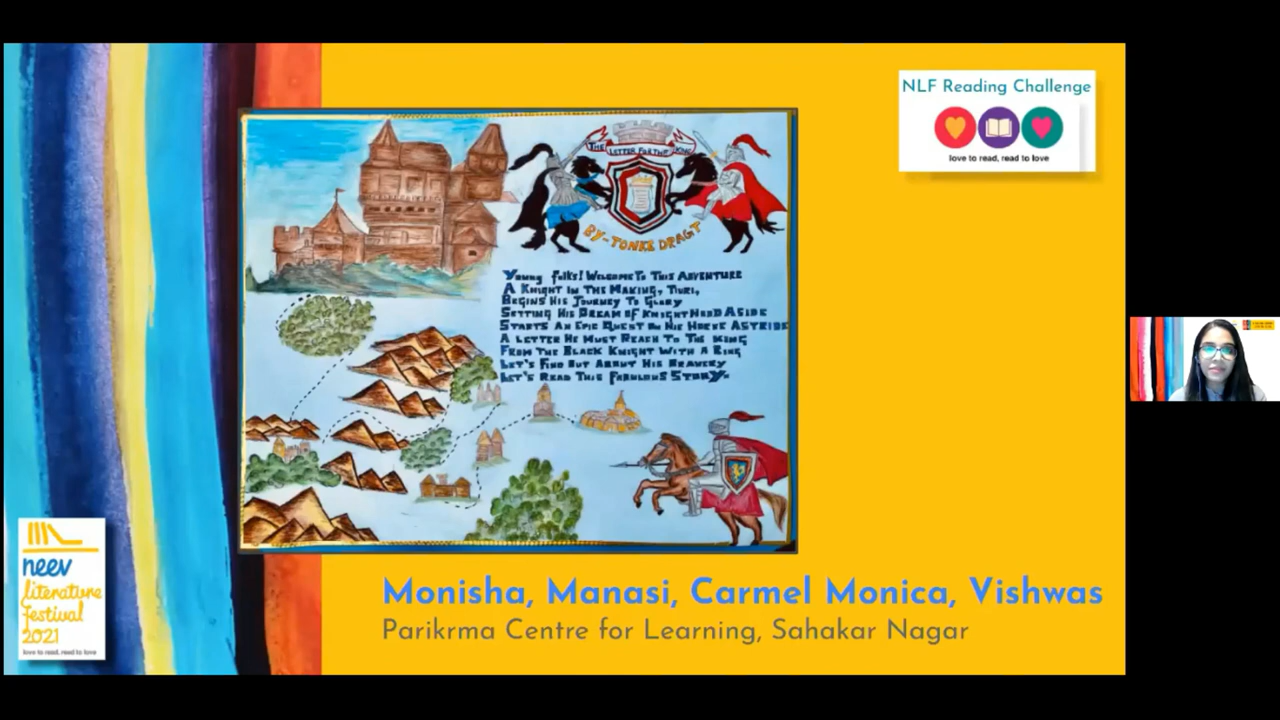 NLF Reading Challenge
love to read, read to love
THE LETTER FOR THE KING
BY-TONKE DRAGT
Young folks! Welcome To This Adventure
A Knight In The Making, Tiuri,
Begins His Journey To Glory
Setting His Dream Of Knighthood Aside
Starts An Epic Quest On His Horse Astride
A Letter He Must Reach To The King
From The Black Knight With A Ring
Let's Find Out About His Bravery
Let's Read This Fabulous Story.
neev
literature
festival
2021
love to read, read to love
Monisha, Manasi, Carmel Monica, Vishwas
Parikrma Centre for Learning, Sahakar Nagar